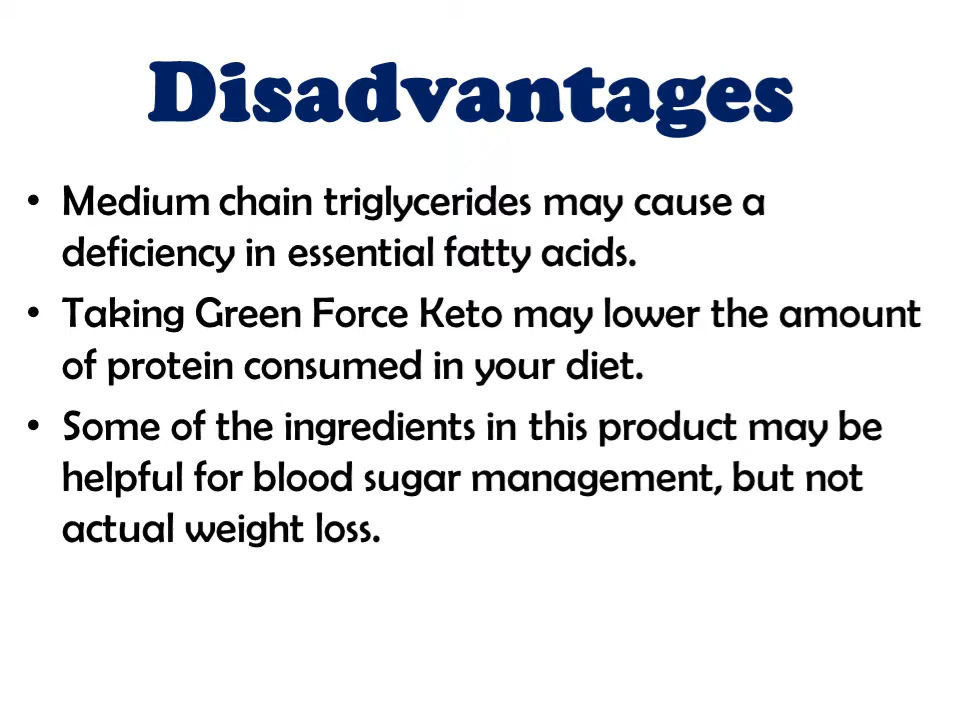 Disadvantages
• Medium chain triglycerides may cause a
deficiency in essential fatty acids.
• Taking Green Force Keto may lower the amount
of protein consumed in your diet.
• Some of the ingredients in this product may be
helpful for blood sugar management, but not
actual weight loss.